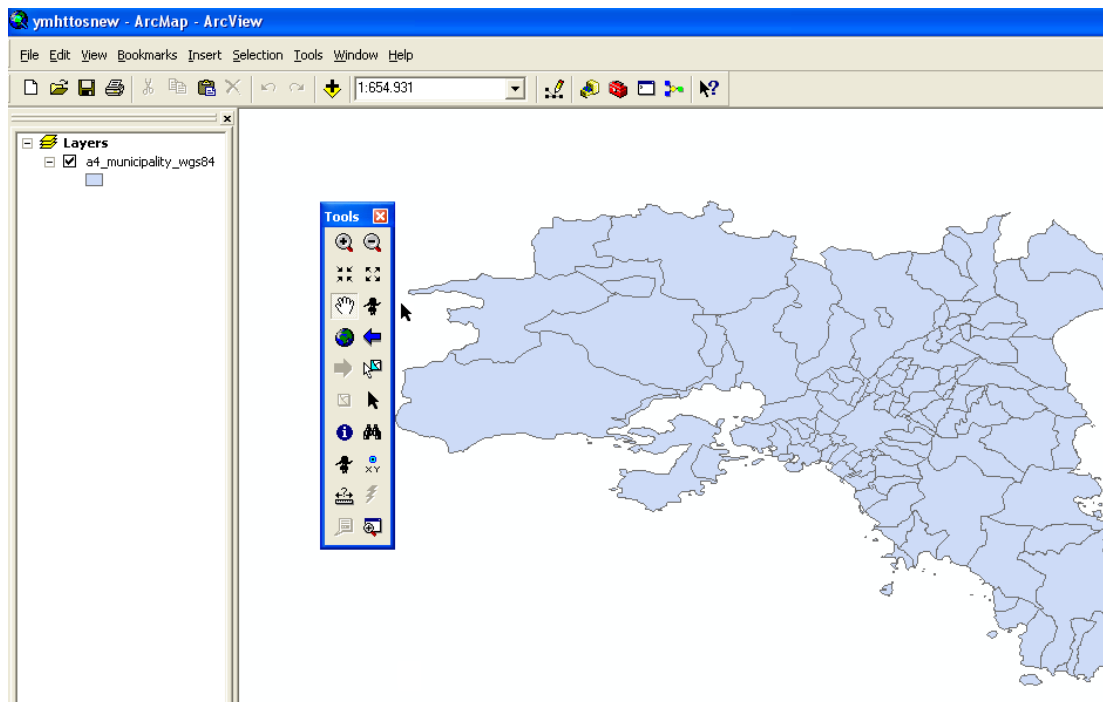 ymhttosnew - ArcMap - ArcView
File Edit View Bookmarks Insert Selection Tools Window Help
1:654.931
Layers
a4_municipality_wgs84
Tools
XY